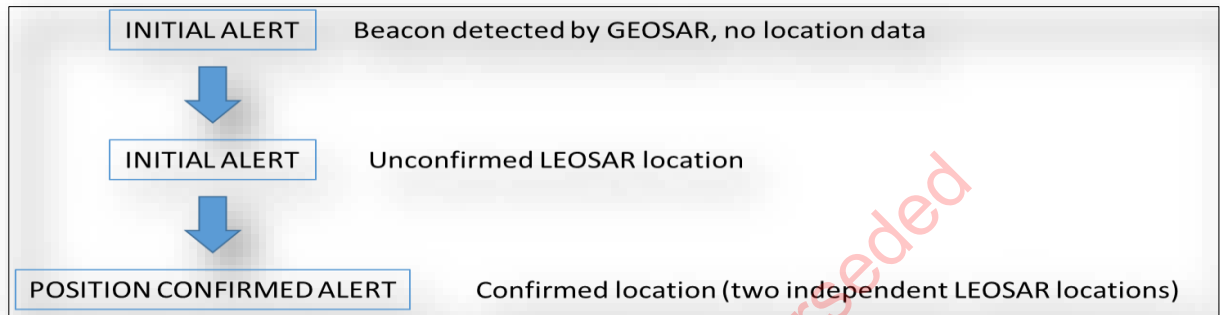 INITIAL ALERT Beacon detected by GEOSAR, no location data
INITIAL ALERT Unconfirmed LEOSAR location
POSITION CONFIRMED ALERT Confirmed location (two independent LEOSAR locations)